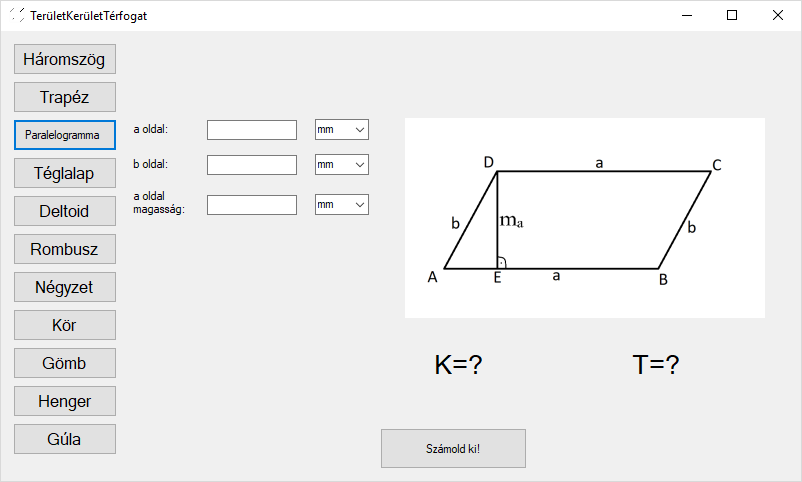 TerületKerületTérfogat
Háromszög
Trapéz
Paralelogramma
Téglalap
Deltoid
Rombusz
Négyzet
Kör
Gömb
Henger
Gúla
a oldal:
mm
b oldal:
mm
a oldal
magasság:
mm
D
a
C
b
ma
b
A
E
a
B
K=?
T=?
Számold ki!